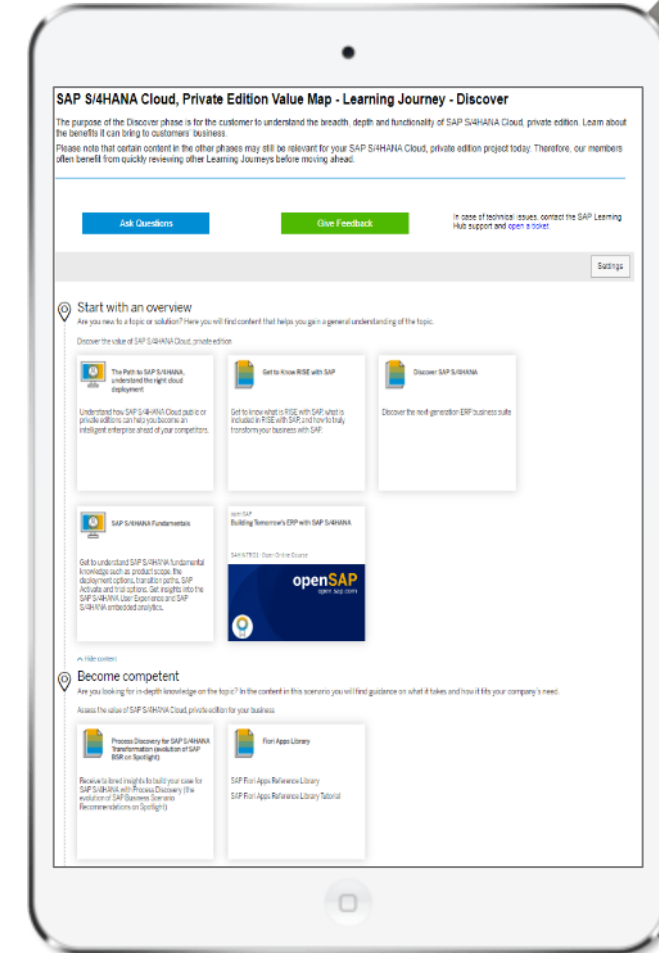 SAP S/4HANA Cloud, Private Edition Value Map - Learning Journey - Discover
The purpose of the Discover phase is for the customer to understand the breadth, depth and functionality of SAP S/4HANA Cloud, private edition. Learn about
the benefits it can bring to customers' business.
Please note that certain content in the other phases may still be relevant for your SAP S/4HANA Cloud, private edition project today. Therefore, our members
often benefit from quickly reviewing other Learning Journeys before moving ahead.
Ask Questions
Give Feedback
In case of technical issues, contact the SAP Learning
Hub support and open a ticket.
Settings
Start with an overview
Are you new to a topic or solution? Here you will find content that helps you gain a general understanding of the topic.
Discover the value of SAP S/4HANA Cloud, private edition
The Path to SAP S/4HANA,
understand the right cloud
deployment
Understand how SAP S/4HANA Cloud public or
private editions can help you become an
intelligent enterprise ahead of your competitors.
Get to Know RISE with SAP
Get to know what is RISE with SAP, what is
included in RISE with SAP, and how to truly
transform your business with SAP.
Discover SAP S/4HANA
Discover the next-generation ERP business suite
SAP S/4HANA Fundamentals
Get to understand SAP S/4HANA fundamental
knowledge such as product scope, the
deployment options, transition paths, SAP
Activate and trial options. Get insights into the
SAP S/4HANA User Experience and SAP
S/4HANA embedded analytics.
openSAP
Building Tomorrow's ERP with SAP S/4HANA
Open Online Course
openSAP
open.sap.com
Hide content
Become competent
Are you looking for in-depth knowledge on the topic? In the content in this scenario you will find guidance on what it takes and how it fits your company's need.
Assess the value of SAP S/4HANA Cloud, private edition for your business
Process Discovery for SAP S/4HANA
Transformation (evolution of SAP
BSR on Spotlight)
Receive tailored insights to build your case for
SAP S/4HANA with Process Discovery (the
evolution of SAP Business Scenario
Recommendations on Spotlight)
Fiori Apps Library
SAP Fiori Apps Reference Library
SAP Fiori Apps Reference Library Tutorial